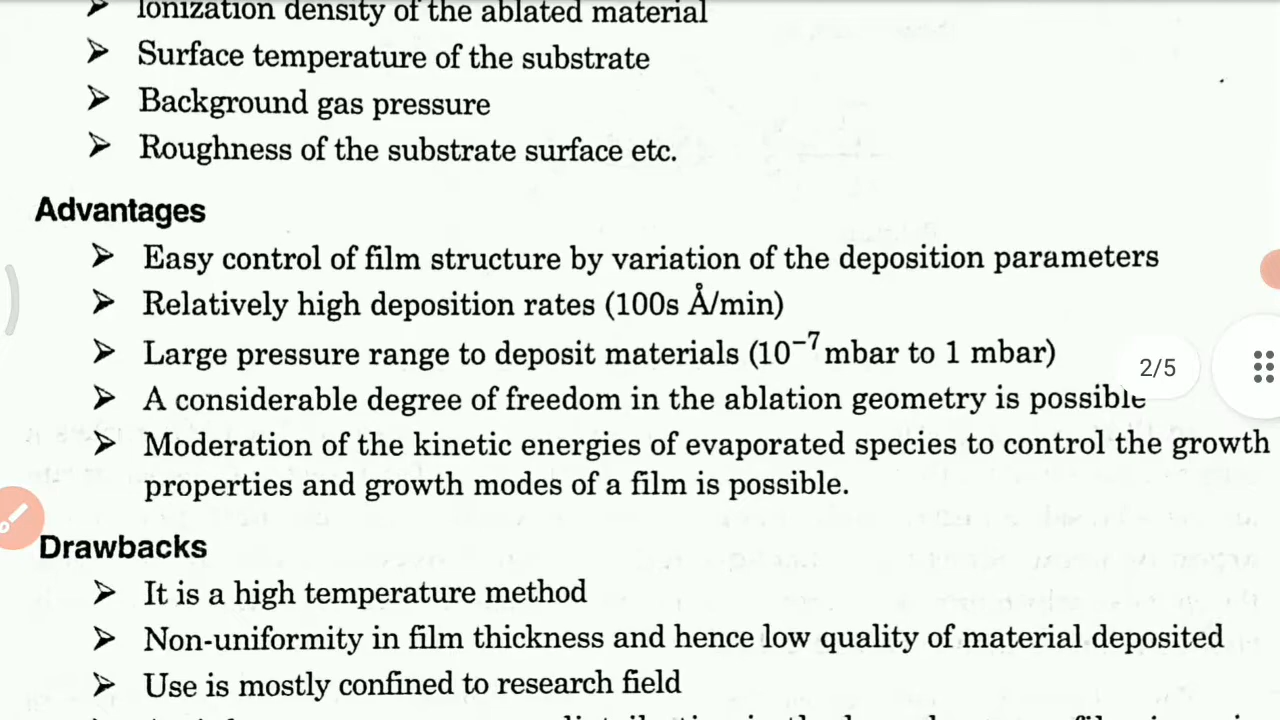 ➢ Ionization density of the ablated material
➢ Surface temperature of the substrate
➢ Background gas pressure
➢ Roughness of the substrate surface etc.
Advantages
➢ Easy control of film structure by variation of the deposition parameters
➢ Relatively high deposition rates (100s Å/min)
➢ Large pressure range to deposit materials (10⁻⁷ mbar to 1 mbar)
2/5
➢ A considerable degree of freedom in the ablation geometry is possible
➢ Moderation of the kinetic energies of evaporated species to control the growth
properties and growth modes of a film is possible.
Drawbacks
➢ It is a high temperature method
➢ Non-uniformity in film thickness and hence low quality of material deposited
➢ Use is mostly confined to research field